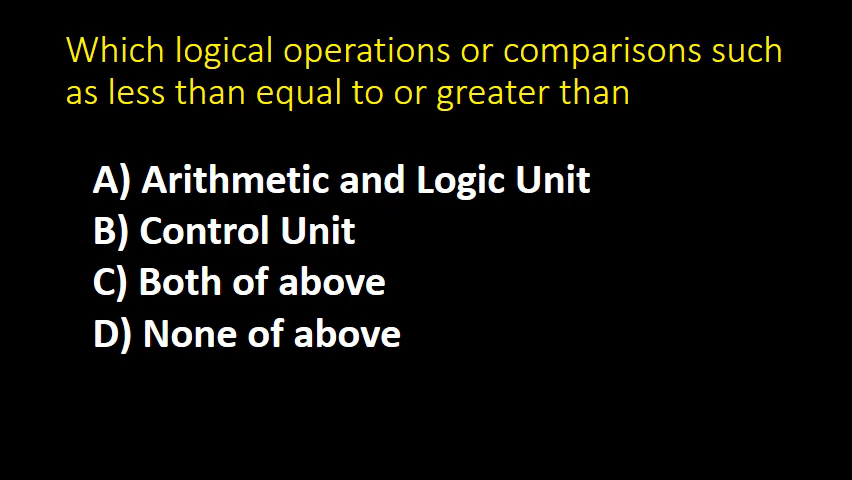 Which logical operations or comparisons such
as less than equal to or greater than
A) Arithmetic and Logic Unit
B) Control Unit
C) Both of above
D) None of above